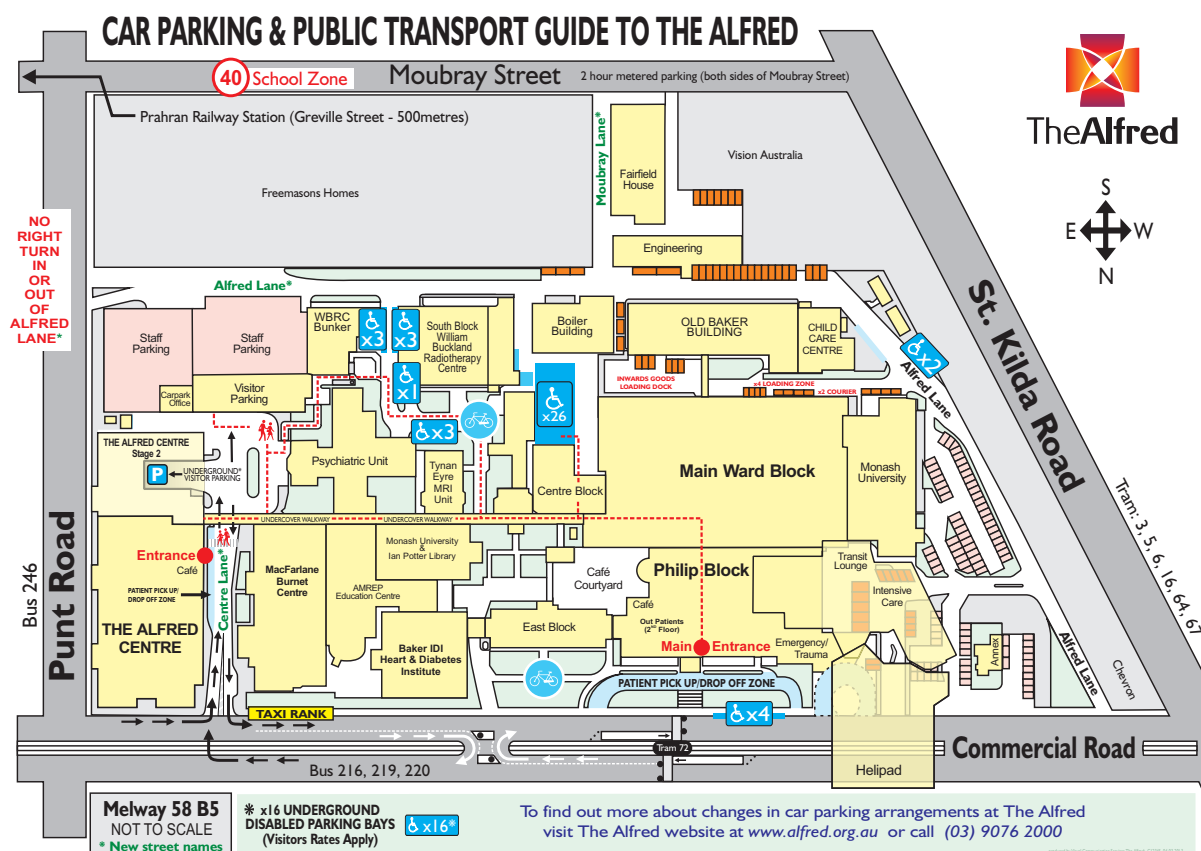 CAR PARKING & PUBLIC TRANSPORT GUIDE TO THE ALFRED
40 School Zone
Moubray Street
2 hour metered parking (both sides of Moubray Street)
TheAlfred
Prahran Railway Station (Greville Street - 500metres)
Freemasons Homes
Moubray Lane*
Fairfield
House
Vision Australia
S
E
W
N
NO
RIGHT
TURN
IN
OR
OUT
OF
ALFRED
LANE*
Engineering
Alfred Lane*
Staff
Parking
Staff
Parking
WBRC
Bunker
x3
x3
South Block
William
Buckland
Radiotherapy
Centre
Boiler
Building
OLD BAKER
BUILDING
CHILD
CARE
CENTRE
x2
St. Kilda Road
Carpark
Office
Visitor
Parking
x1
x26
INWARDS GOODS
LOADING DOCK
x4 LOADING ZONE
x2 COURIER
Alfred Lane
THE ALFRED CENTRE
Stage 2
P
UNDERGROUND*
VISITOR PARKING
Psychiatric Unit
x3
Tynan
Eyre
MRI
Unit
Centre Block
Main Ward Block
Monash
University
Tram: 3, 5, 6, 16, 64, 67
UNDERCOVER WALKWAY
UNDERCOVER WALKWAY
Bus 246
Punt Road
Entrance
Café
PATIENT PICK UP/
DROP OFF ZONE
Centre Lane*
THE ALFRED
CENTRE
MacFarlane
Burnet
Centre
Monash University
&
Ian Potter Library
AMREP
Education Centre
Baker IDI
Heart & Diabetes
Institute
East Block
Café
Courtyard
Philip Block
Café
Out Patients
(2nd Floor)
Main Entrance
Transit
Lounge
Intensive
Care
Emergency/
Trauma
Annex
Alfred Lane
Chevron
PATIENT PICK UP/DROP OFF ZONE
TAXI RANK
x4
Tram 72
Commercial Road
Bus 216, 219, 220
Helipad
Melway 58 B5
NOT TO SCALE
* New street names
* x16 UNDERGROUND
DISABLED PARKING BAYS
(Visitors Rates Apply)
x16*
To find out more about changes in car parking arrangements at The Alfred
visit The Alfred website at www.alfred.org.au or call (03) 9076 2000